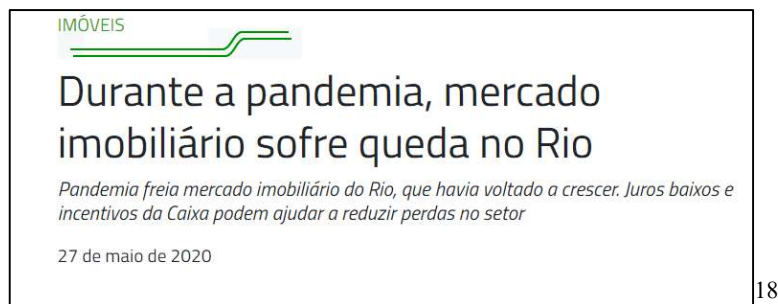 IMÓVEIS
Durante a pandemia, mercado
imobiliário sofre queda no Rio
Pandemia freia mercado imobiliário do Rio, que havia voltado a crescer. Juros baixos e
incentivos da Caixa podem ajudar a reduzir perdas no setor
27 de maio de 2020
18